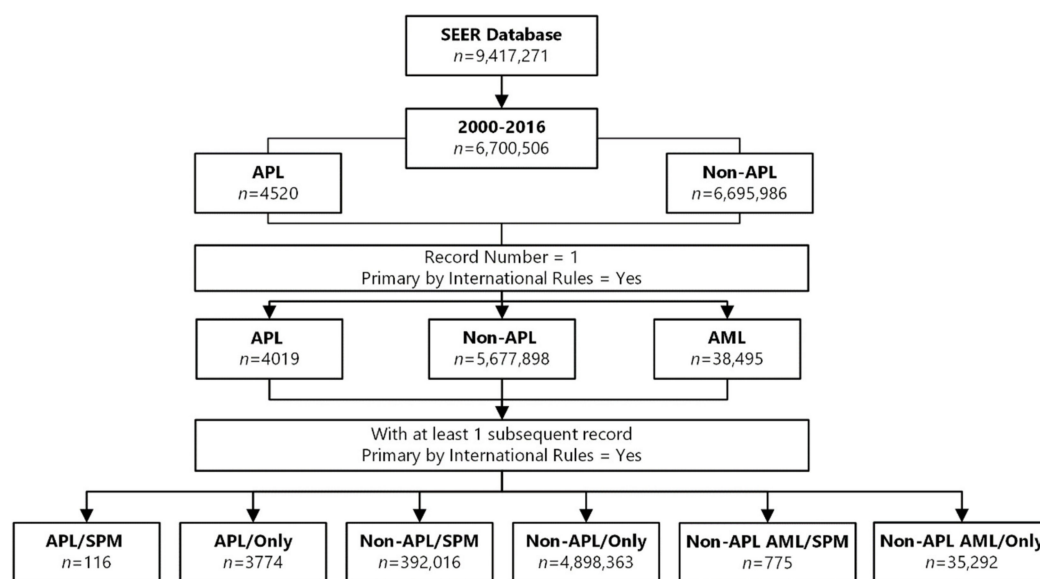 SEER Database
n=9,417,271
2000-2016
n=6,700,506
APL
n=4520
Non-APL
n=6,695,986
Record Number = 1
Primary by International Rules = Yes
APL
n=4019
Non-APL
n=5,677,898
AML
n=38,495
With at least 1 subsequent record
Primary by International Rules = Yes
APL/SPM
n=116
APL/Only
n=3774
Non-APL/SPM
n=392,016
Non-APL/Only
n=4,898,363
Non-APL AML/SPM
n=775
Non-APL AML/Only
n=35,292